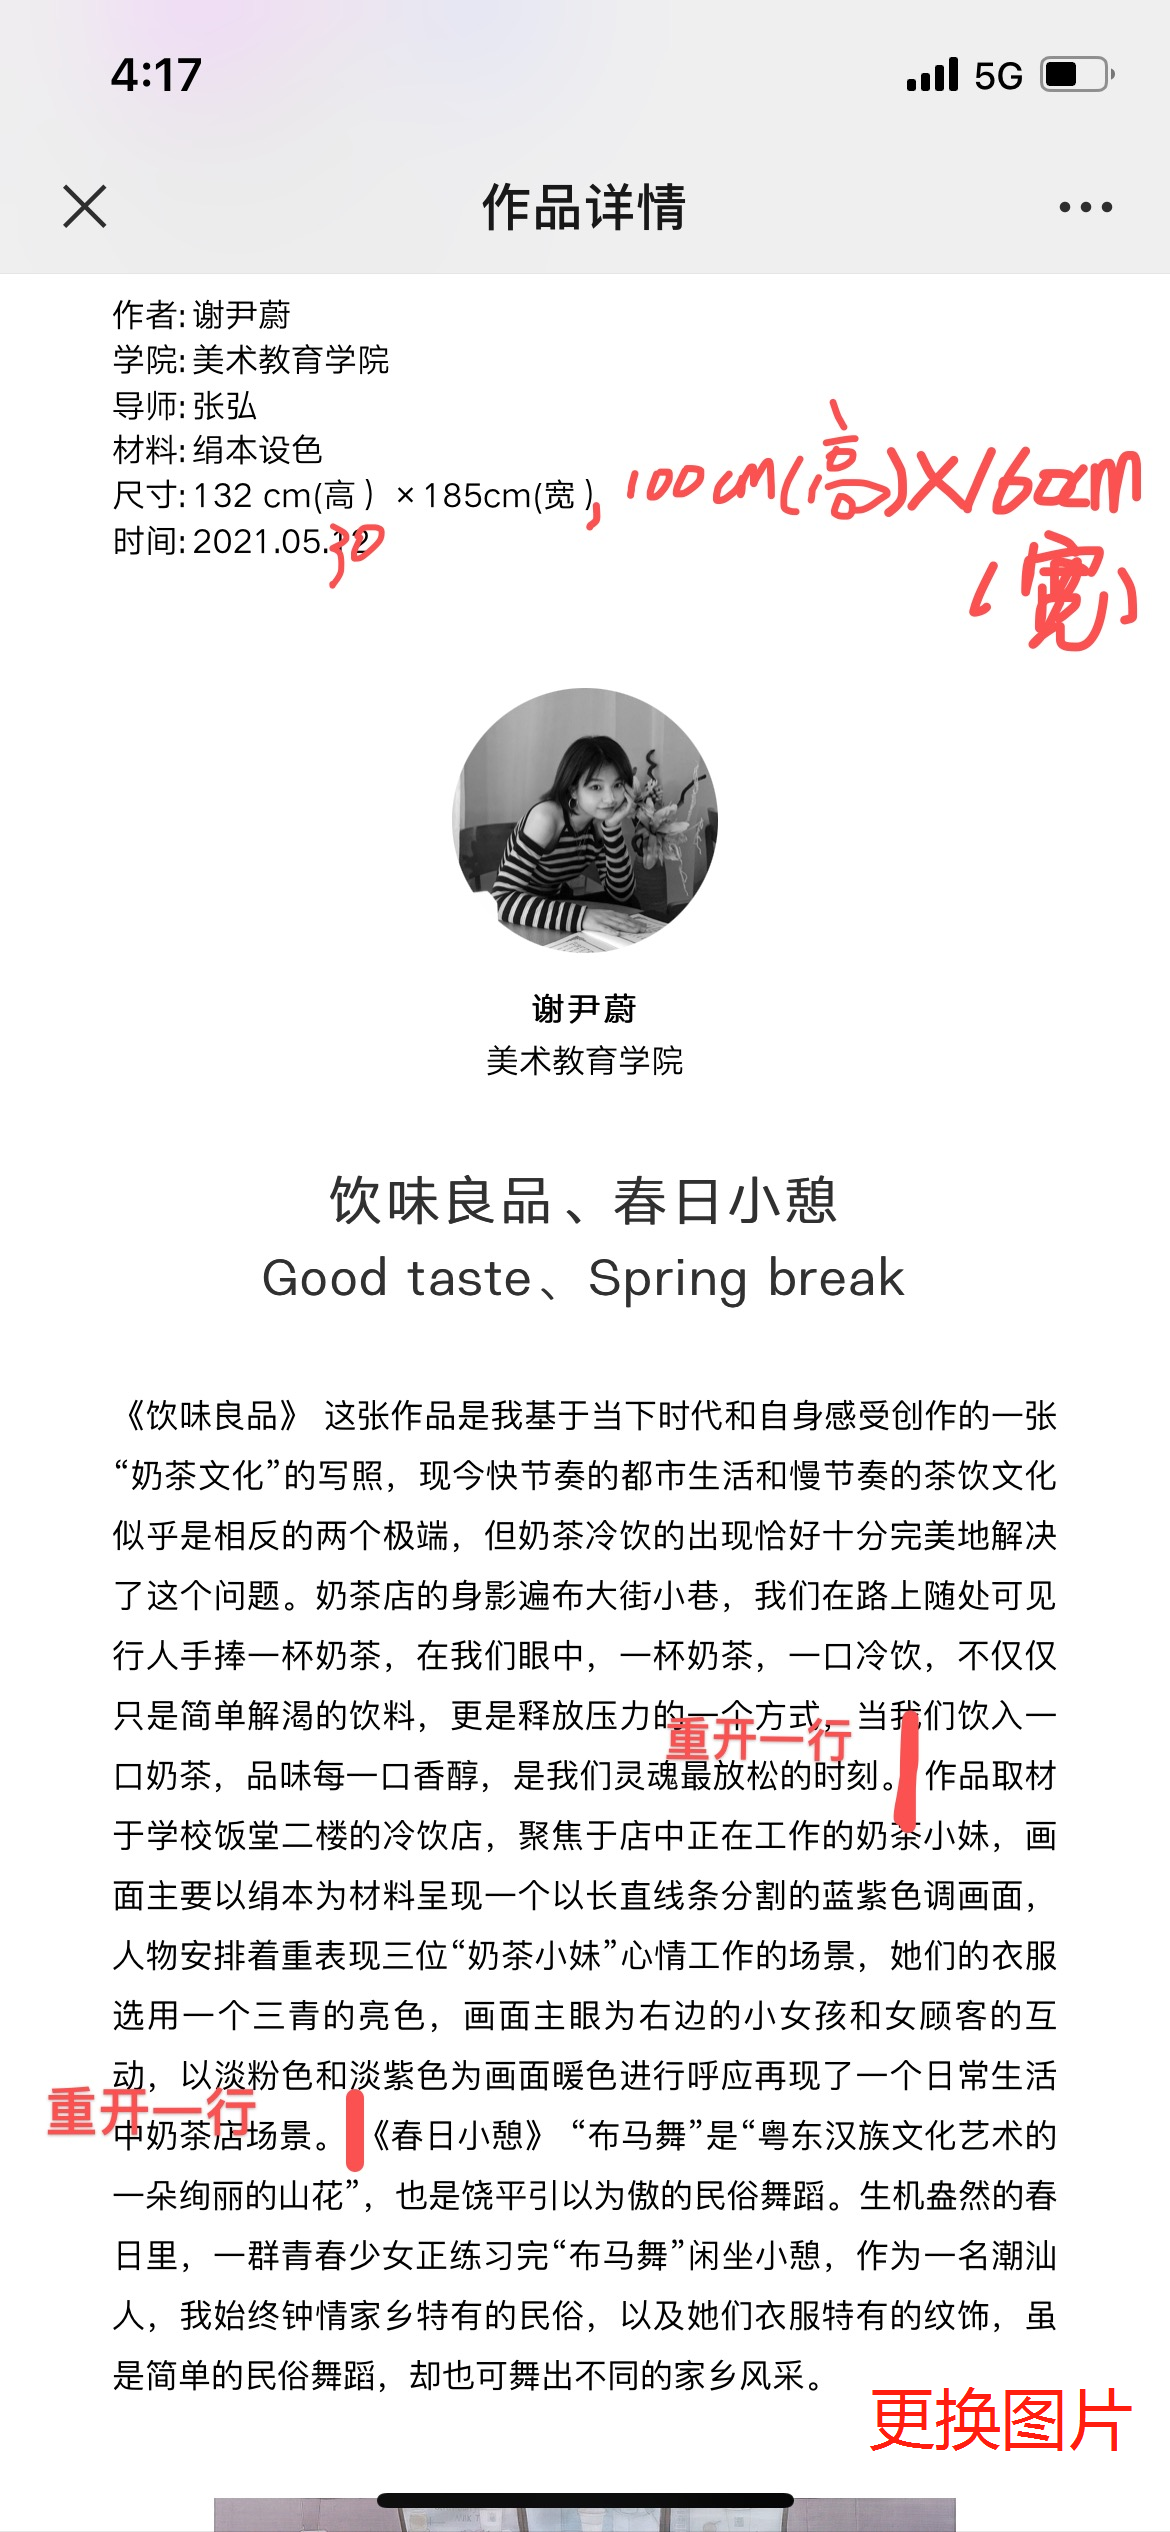 4:17
5G
作品详情
作者: 谢尹蔚
学院: 美术教育学院
导师: 张弘
材料: 绢本设色
尺寸: 132 cm(高）×185cm(宽），100cm(高)×160cm
(宽)
时间: 2021.05.12
30
谢尹蔚
美术教育学院
饮味良品、春日小憩
Good taste、Spring break
《饮味良品》 这张作品是我基于当下时代和自身感受创作的一张
“奶茶文化”的写照，现今快节奏的都市生活和慢节奏的茶饮文化
似乎是相反的两个极端，但奶茶冷饮的出现恰好十分完美地解决
了这个问题。奶茶店的身影遍布大街小巷，我们在路上随处可见
行人手捧一杯奶茶，在我们眼中，一杯奶茶，一口冷饮，不仅仅
只是简单解渴的饮料，更是释放压力的一个方式，当我们饮入一
重开一行
口奶茶，品味每一口香醇，是我们灵魂最放松的时刻。 作品取材
于学校饭堂二楼的冷饮店，聚焦于店中正在工作的奶茶小妹，画
面主要以绢本为材料呈现一个以长直线条分割的蓝紫色调画面，
人物安排着重表现三位“奶茶小妹”心情工作的场景，她们的衣服
选用一个三青的亮色，画面主眼为右边的小女孩和女顾客的互
动，以淡粉色和淡紫色为画面暖色进行呼应再现了一个日常生活
重开一行
中奶茶店场景。 《春日小憩》 “布马舞”是“粤东汉族文化艺术的
一朵绚丽的山花”，也是饶平引以为傲的民俗舞蹈。生机盎然的春
日里，一群青春少女正练习完“布马舞”闲坐小憩，作为一名潮汕
人，我始终钟情家乡特有的民俗，以及她们衣服特有的纹饰，虽
是简单的民俗舞蹈，却也可舞出不同的家乡风采。
更换图片